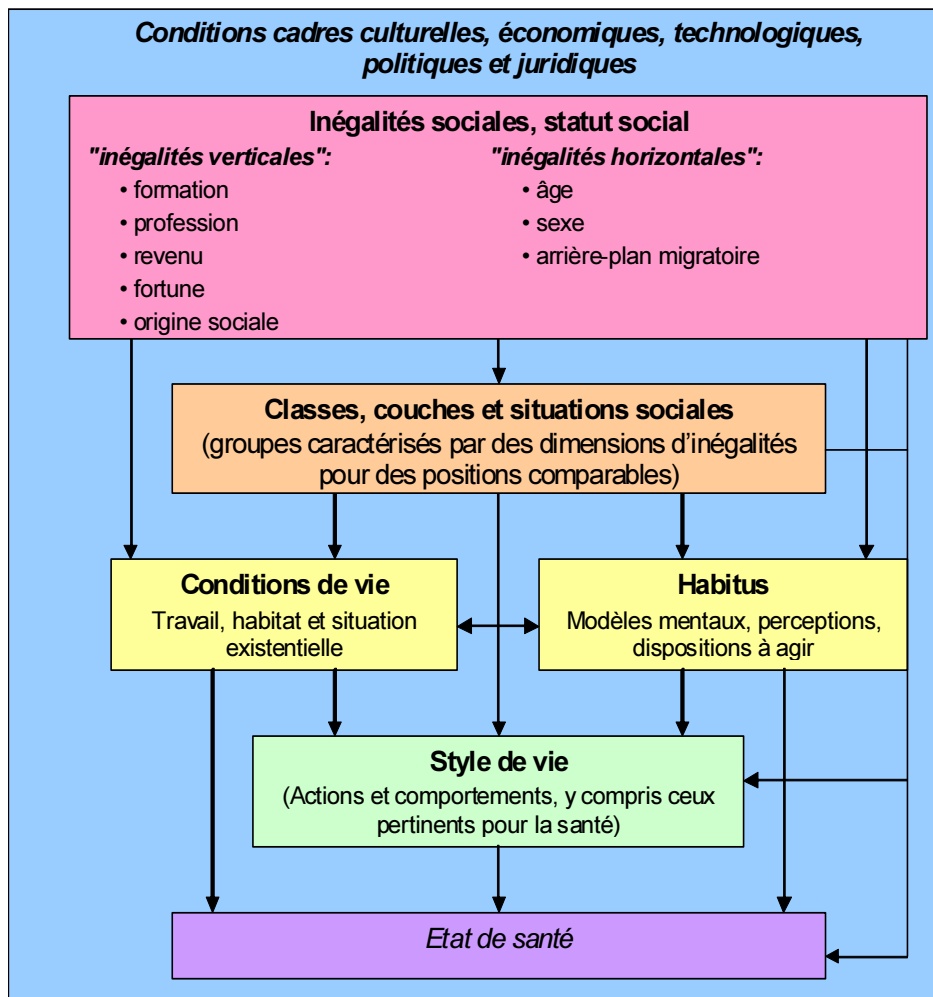 Conditions cadres culturelles, économiques, technologiques,
politiques et juridiques
Inégalités sociales, statut social
"inégalités verticales":
• formation
• profession
• revenu
• fortune
• origine sociale
"inégalités horizontales":
• âge
• sexe
• arrière-plan migratoire
Classes, couches et situations sociales
(groupes caractérisés par des dimensions d’inégalités
pour des positions comparables)
Conditions de vie
Travail, habitat et situation
existentielle
Habitus
Modèles mentaux, perceptions,
dispositions à agir
Style de vie
(Actions et comportements, y compris ceux
pertinents pour la santé)
Etat de santé